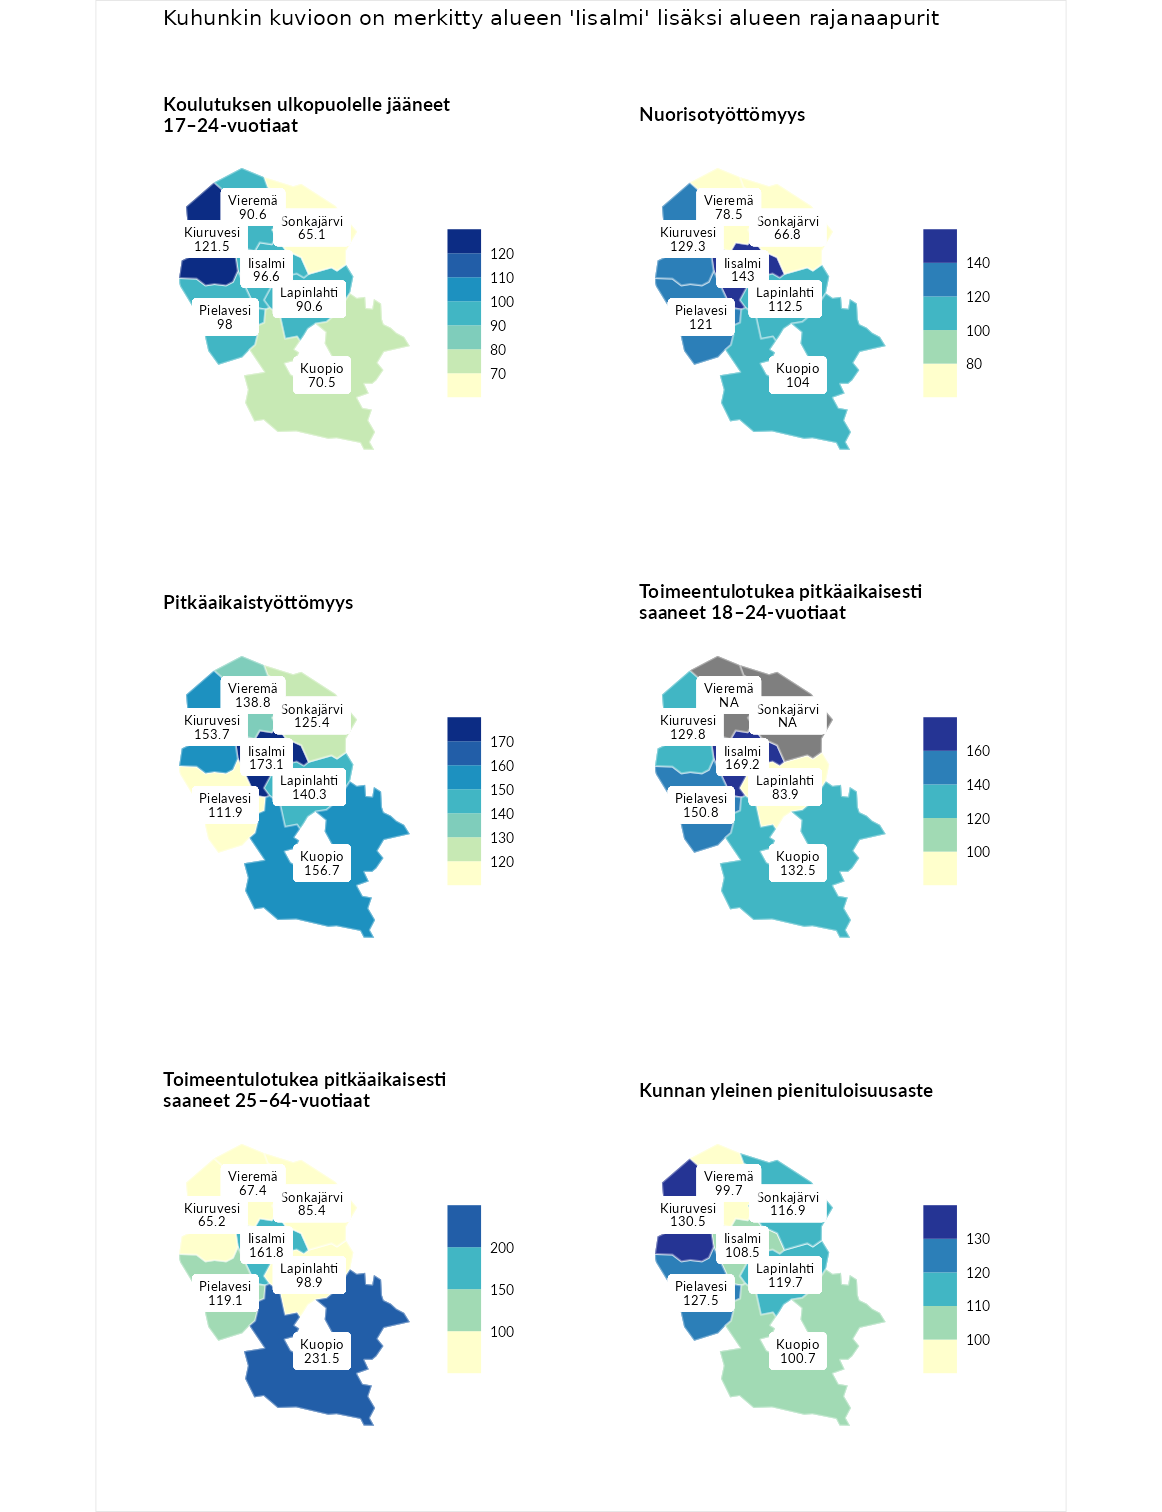 Kuhunkin kuvioon on merkitty alueen 'Iisalmi' lisäksi alueen rajanaapurit
Koulutuksen ulkopuolelle jääneet
17–24-vuotiaat
Vieremä
90.6
Sonkajärvi
65.1
Kiuruvesi
121.5
Iisalmi
96.6
Lapinlahti
90.6
Pielavesi
98
Kuopio
70.5
120
110
100
90
80
70
Nuorisotyöttömyys
Vieremä
78.5
Sonkajärvi
66.8
Kiuruvesi
129.3
Iisalmi
143
Lapinlahti
112.5
Pielavesi
121
Kuopio
104
140
120
100
80
Pitkäaikaistyöttömyys
Vieremä
138.8
Sonkajärvi
125.4
Kiuruvesi
153.7
Iisalmi
173.1
Lapinlahti
140.3
Pielavesi
111.9
Kuopio
156.7
170
160
150
140
130
120
Toimeentulotukea pitkäaikaisesti
saaneet 18–24-vuotiaat
Vieremä
NA
Sonkajärvi
NA
Kiuruvesi
129.8
Iisalmi
169.2
Lapinlahti
83.9
Pielavesi
150.8
Kuopio
132.5
160
140
120
100
Toimeentulotukea pitkäaikaisesti
saaneet 25–64-vuotiaat
Vieremä
67.4
Sonkajärvi
85.4
Kiuruvesi
65.2
Iisalmi
161.8
Lapinlahti
98.9
Pielavesi
119.1
Kuopio
231.5
200
150
100
Kunnan yleinen pienituloisuusaste
Vieremä
99.7
Sonkajärvi
116.9
Kiuruvesi
130.5
Iisalmi
108.5
Lapinlahti
119.7
Pielavesi
127.5
Kuopio
100.7
130
120
110
100